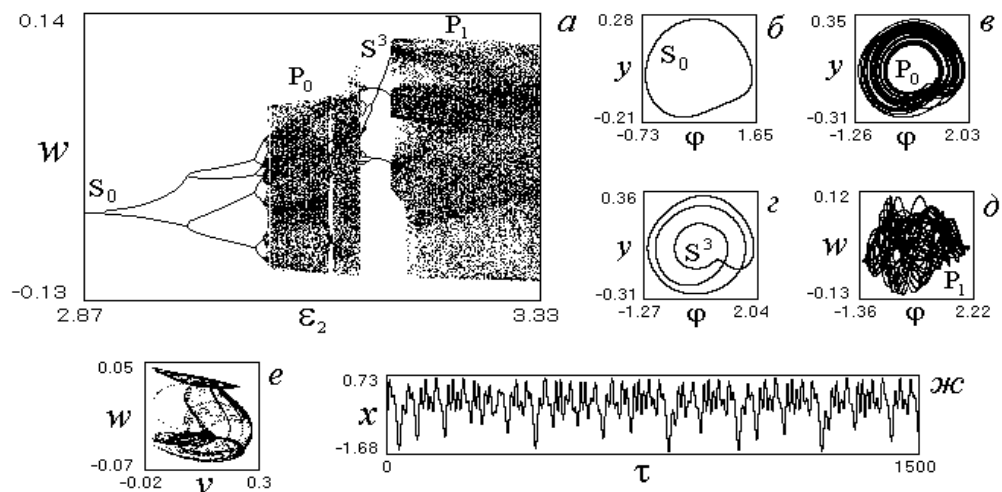 0.14
w
-0.13
S0
P0
S3
P1
2.87
ε2
3.33
а
0.28
y
-0.21
S0
-0.73
φ
1.65
б
0.35
y
-0.31
P0
-1.26
φ
2.03
в
0.36
y
-0.31
S3
-1.27
φ
2.04
г
0.12
w
-0.13
P1
-1.36
φ
2.22
д
0.05
w
-0.07
-0.02
y
0.3
е
0.73
x
-1.68
0
τ
1500
ж